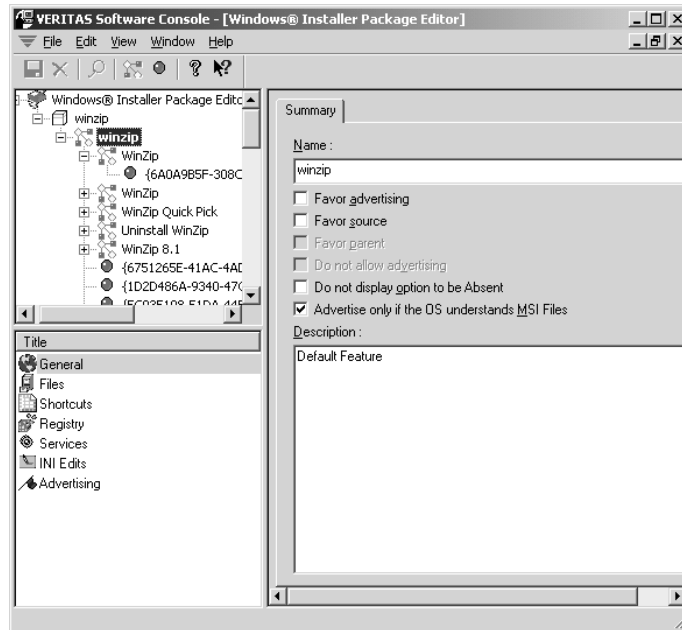 VERITAS Software Console - [Windows® Installer Package Editor]
File Edit View Window Help
Windows® Installer Package Editc
winzip
winzip
WinZip
{6A0A9B5F-308C
WinZip
WinZip Quick Pick
Uninstall WinZip
WinZip 8.1
{6751265E-41AC-4AD
{1D2D486A-9340-47C
Title
General
Files
Shortcuts
Registry
Services
INI Edits
Advertising
Summary
Name :
winzip
Favor advertising
Favor source
Favor parent
Do not allow advertising
Do not display option to be Absent
Advertise only if the OS understands MSI Files
Description :
Default Feature